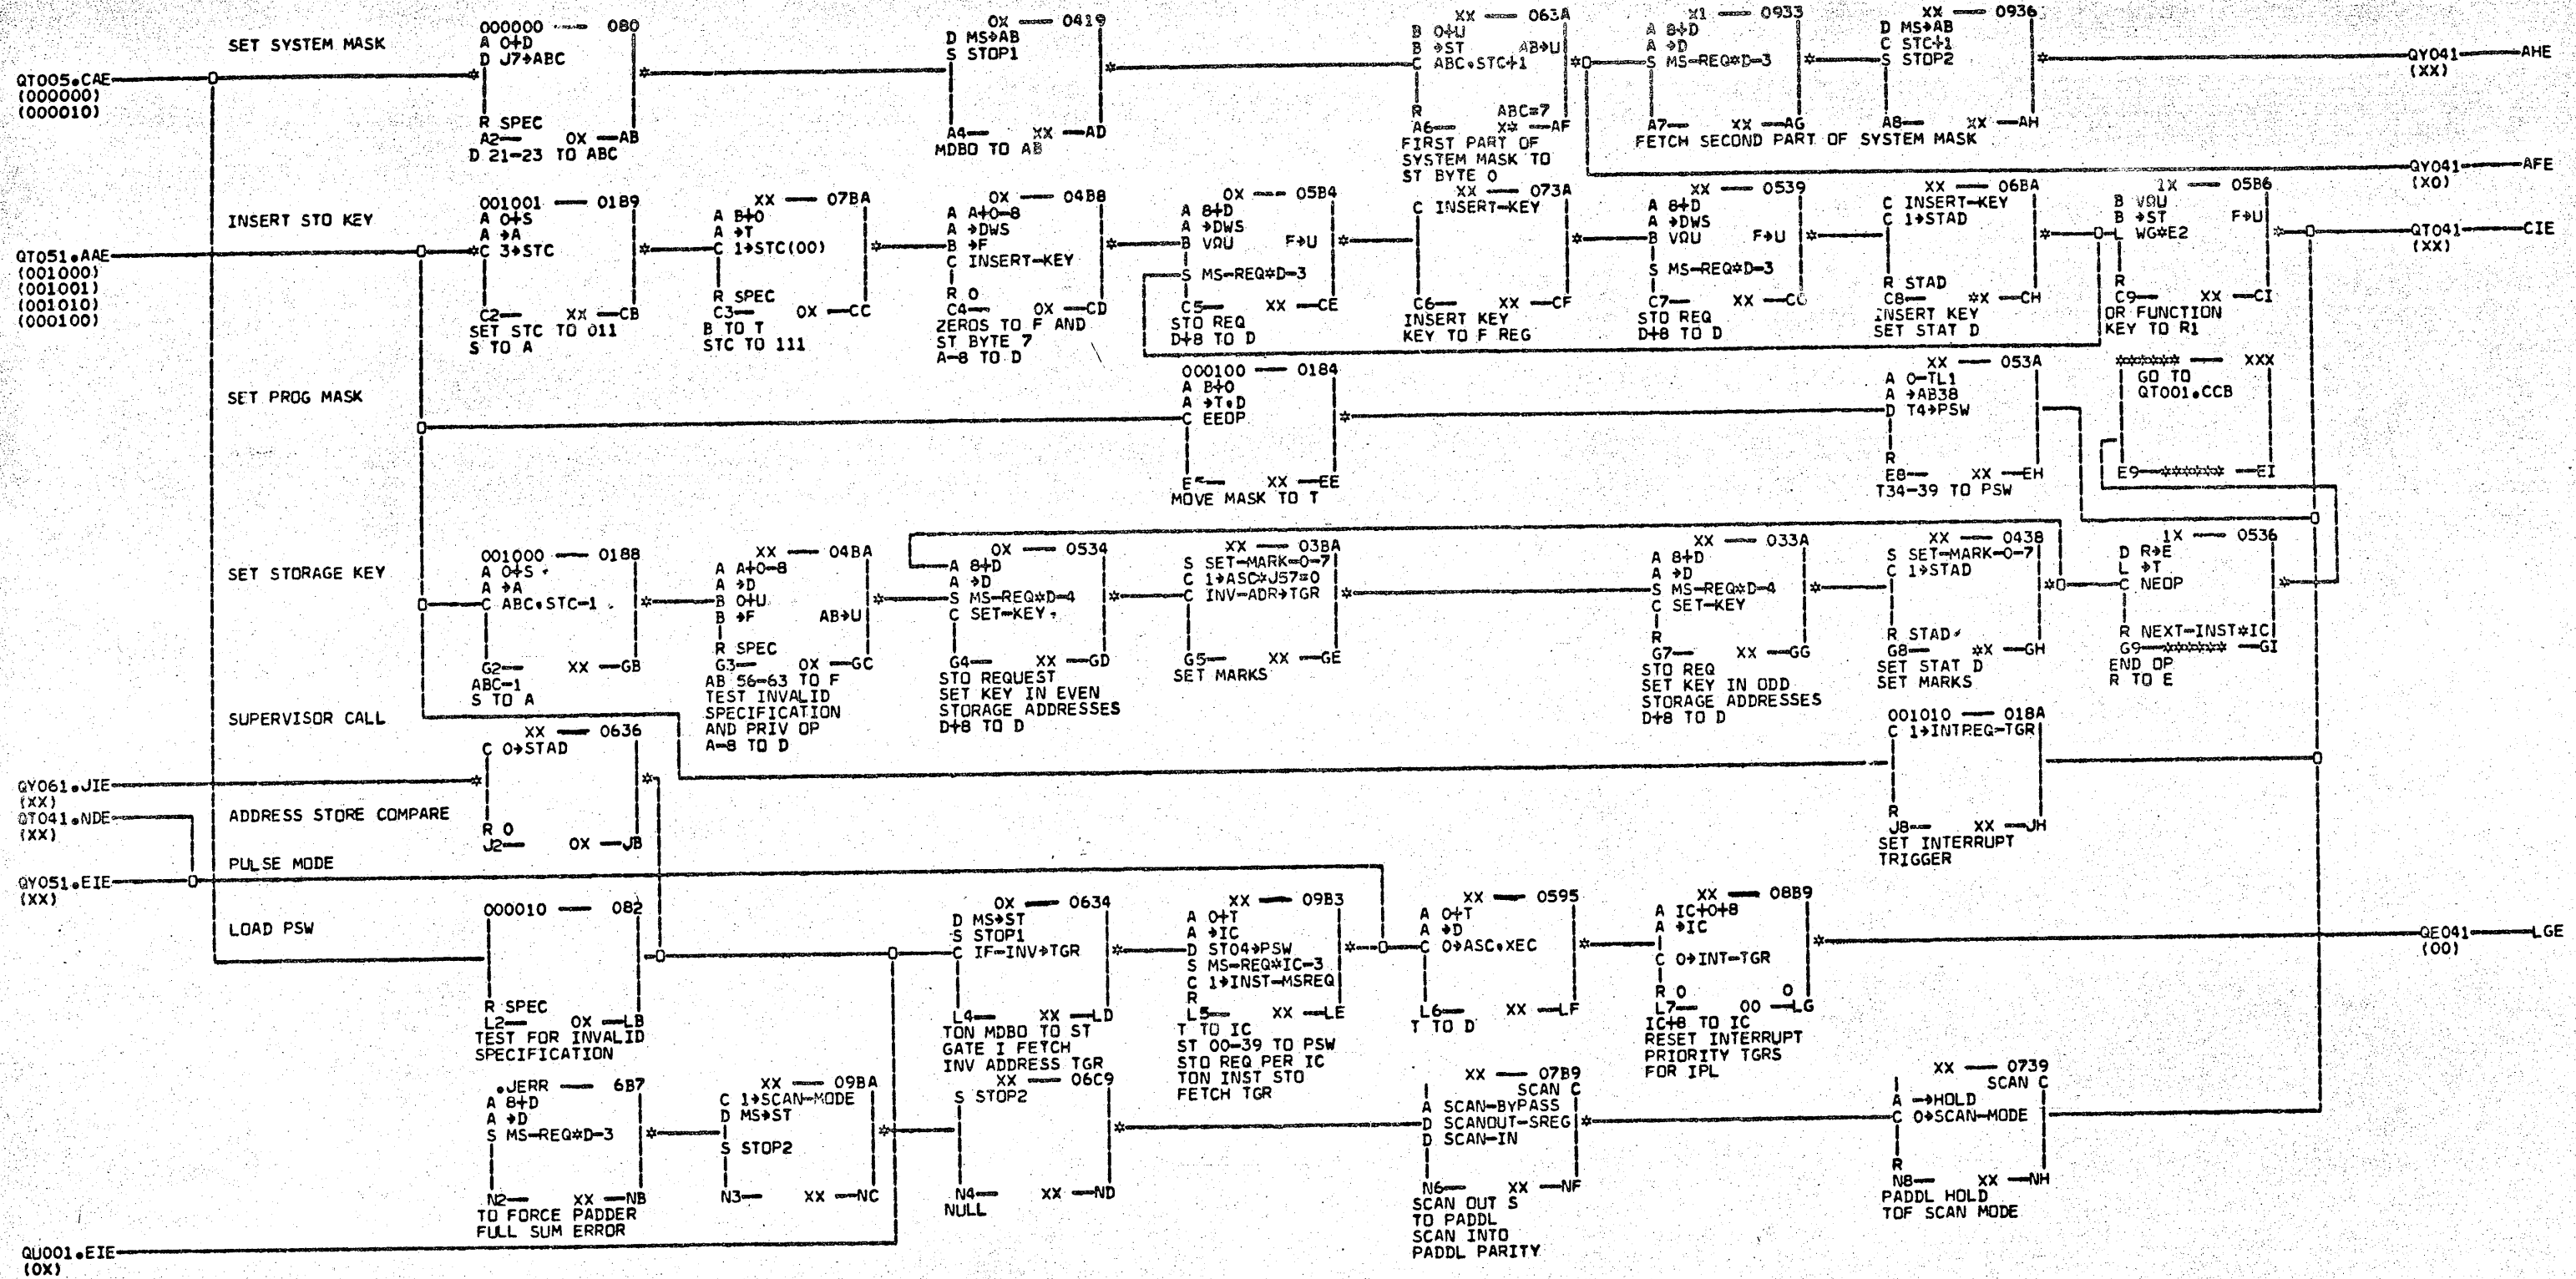 SET SYSTEM MASK
QT005.CAE
(000000)
(000010)
000000 — 080
A 0+D
D J7→ABC
R SPEC
A2— 0X —AB
D 21-23 TO ABC
0X — 0419
D MS→AB
S STOP1
A4— XX —AD
MDBO TO AB
XX — 063A
B 0+U
B →ST AB→U
C ABC.STC+1
R ABC=7
A6— X* —AF
FIRST PART OF
SYSTEM MASK TO
ST BYTE 0
X1 — 0933
A 8+D
A →D
S MS-REQ*D-3
A7— XX —AG
FETCH SECOND PART OF SYSTEM MASK
XX — 0936
D MS→AB
C STC+1
S STOP2
A8— XX —AH
QY041 —AHE
(XX)
QY041 —AFE
(X0)
INSERT STO KEY
QT051.AAE
(001000)
(001001)
(001010)
(000100)
001001 — 0189
A 0+S
A →A
C 3→STC
C2— XX —CB
SET STC TO 011
S TO A
XX — 07BA
A B+0
A →T
C 1→STC(00)
R SPEC
C3— 0X —CC
B TO T
STC TO 111
0X — 04B8
A A+0-8
A →DWS
B →F
C INSERT-KEY
R 0
C4— 0X —CD
ZEROS TO F AND
ST BYTE 7
A-8 TO D
0X — 05B4
A 8+D
A →DWS
B VΩU F→U
S MS-REQ*D-3
C5— XX —CE
STO REQ
D+8 TO D
XX — 073A
C INSERT-KEY
C6— XX —CF
INSERT KEY
KEY TO F REG
XX — 0539
A 8+D
A →DWS
B VΩU F→U
S MS-REQ*D-3
C7— XX —CG
STO REQ
D+8 TO D
XX — 06BA
C INSERT-KEY
C 1→STAD
R STAD
C8— *X —CH
INSERT KEY
SET STAT D
1X — 05B6
B VΩU
B →ST F→U
L WG*E2
R
C9— XX —CI
OR FUNCTION
KEY TO R1
QT041 —CIE
(XX)
SET PROG MASK
000100 — 0184
A B+0
A →T.D
C EEOP
XX —EE
MOVE MASK TO T
XX — 053A
A 0-TL1
A →AB38
D T4→PSW
R
E8— XX —EH
T34-39 TO PSW
****** — XXX
GO TO
QT001.CCB
E9—****** —EI
SET STORAGE KEY
001000 — 0188
A 0+S
A →A
C ABC.STC-1
G2— XX —GB
ABC-1
S TO A
XX — 04BA
A A+0-8
A →D
B 0+U
B →F AB→U
R SPEC
G3— 0X —GC
AB 56-63 TO F
TEST INVALID
SPECIFICATION
AND PRIV OP
A-8 TO D
0X — 0534
A 8+D
A →D
S MS-REQ*D-4
C SET-KEY
G4— XX —GD
STO REQUEST
SET KEY IN EVEN
STORAGE ADDRESSES
D+8 TO D
XX — 03BA
S SET-MARK-0-7
C 1→ASC*J57=0
C INV-ADR→TGR
G5— XX —GE
SET MARKS
XX — 033A
A 8+D
A →D
S MS-REQ*D-4
C SET-KEY
R
G7— XX —GG
STO REQ
SET KEY IN ODD
STORAGE ADDRESSES
D+8 TO D
XX — 0438
S SET-MARK-0-7
C 1→STAD
R STAD
G8— *X —GH
SET STAT D
SET MARKS
1X — 0536
D R→E
L →T
C NEOP
R NEXT-INST*IC
G9—****** —GI
END OP
R TO E
SUPERVISOR CALL
001010 — 018A
C 1→INTREQ-TGR
R
J8— XX —JH
SET INTERRUPT
TRIGGER
XX — 0636
C 0→STAD
R 0
J2— 0X —JB
QY061.JIE
(XX)
QT041.NDE
(XX)
ADDRESS STORE COMPARE
PULSE MODE
QY051.EIE
(XX)
LOAD PSW
000010 — 082
R SPEC
L2— 0X —LB
TEST FOR INVALID
SPECIFICATION
0X — 0634
D MS→ST
S STOP1
C IF-INV→TGR
L4— XX —LD
TON MDBO TO ST
GATE I FETCH
INV ADDRESS TGR
XX — 09B3
A 0+T
A →IC
D ST04→PSW
S MS-REQ*IC-3
C 1→INST-MSREQ
R
L5— XX —LE
T TO IC
ST 00-39 TO PSW
STO REQ PER IC
TON INST STO
FETCH TGR
XX — 0595
A 0+T
A →D
C 0→ASC.XEC
L6— XX —LF
T TO D
XX — 08B9
A IC+0+8
A →IC
C 0→INT-TGR
R 0 0
L7— 00 —LG
IC+8 TO IC
RESET INTERRUPT
PRIORITY TGRS
FOR IPL
QE041 —LGE
(00)
.JERR — 6B7
A 8+D
A →D
S MS-REQ*D-3
N2— XX —NB
TO FORCE PADDER
FULL SUM ERROR
XX — 09BA
C 1→SCAN-MODE
D MS→ST
S STOP2
N3— XX —NC
XX — 06C9
S STOP2
N4— XX —ND
NULL
XX — 07B9
SCAN C
A SCAN-BYPASS
D SCANOUT-SREG
D SCAN-IN
N6— XX —NF
SCAN OUT S
TO PADDL
SCAN INTO
PADDL PARITY
XX — 0739
SCAN C
A →HOLD
C 0→SCAN-MODE
R
N8— XX —NH
PADDL HOLD
TOF SCAN MODE
QU001.EIE
(0X)